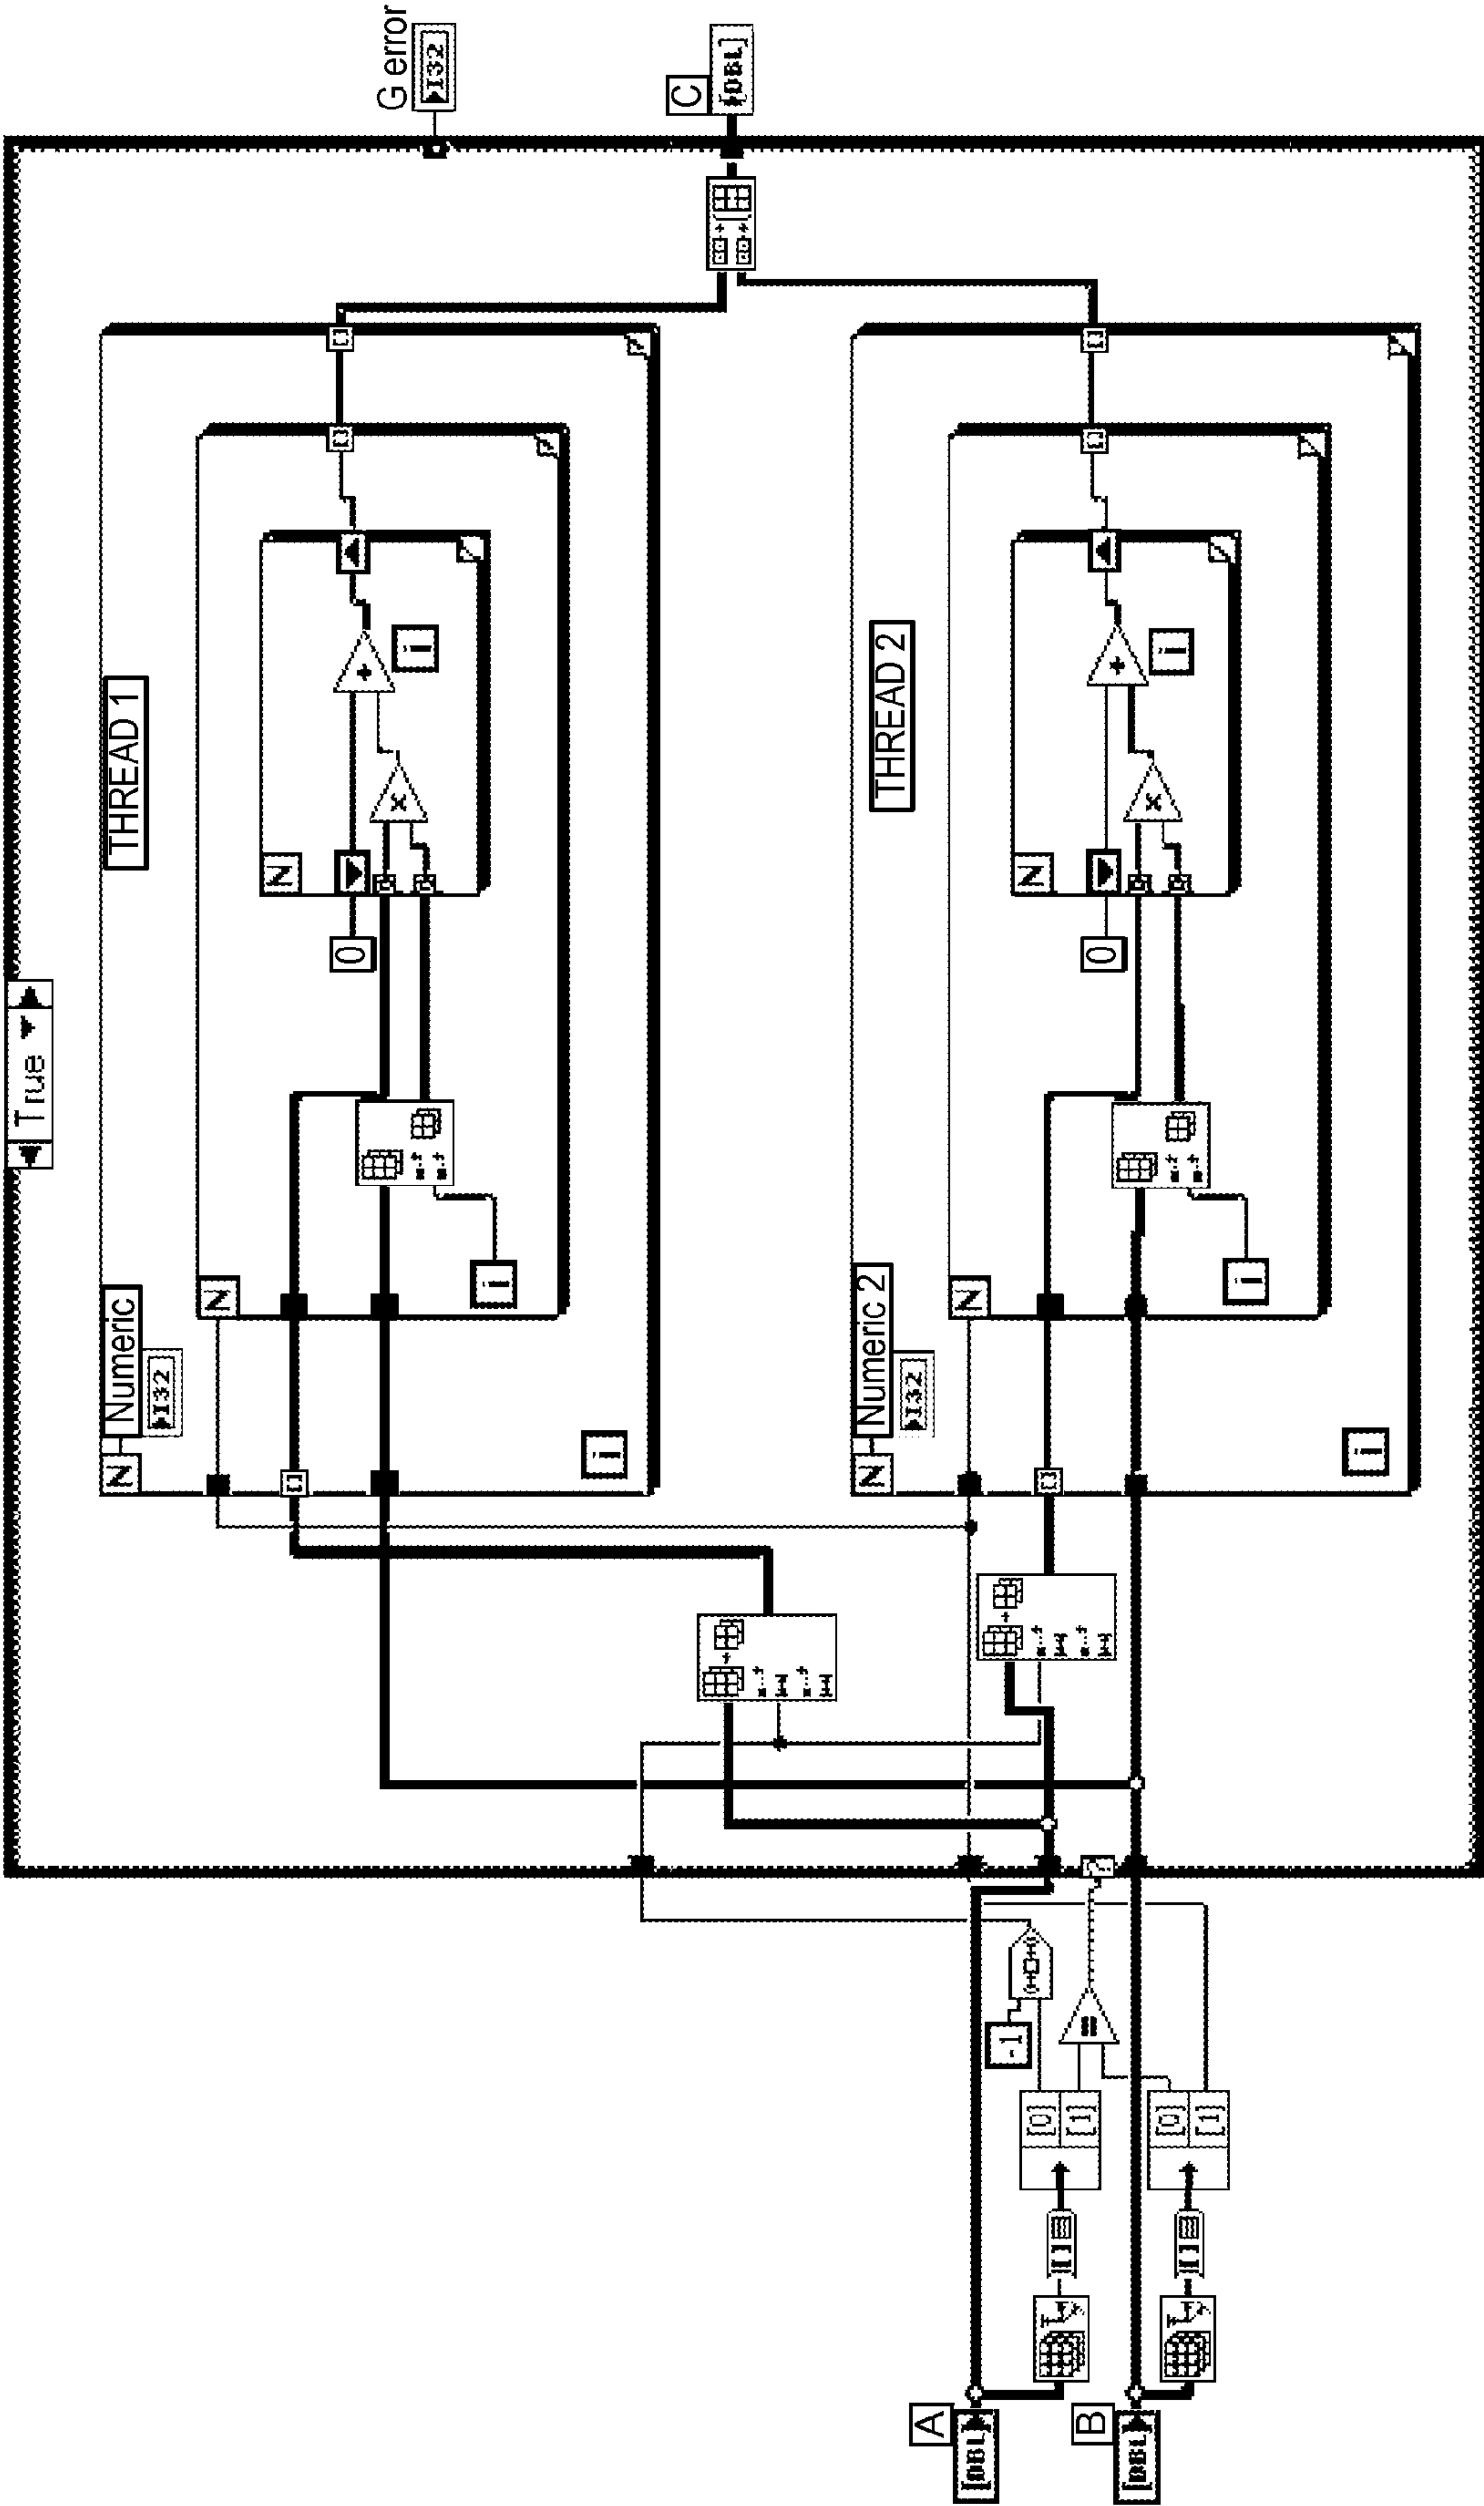 A
[DBL]
B
[DBL]
[0]
[1]
[0]
[1]
-1
=
True
THREAD 1
Numeric
I32
N
N
N
i
i
i
0
x
+
THREAD 2
Numeric 2
I32
N
N
N
i
i
i
0
x
+
G error
I32
C
[DBL]